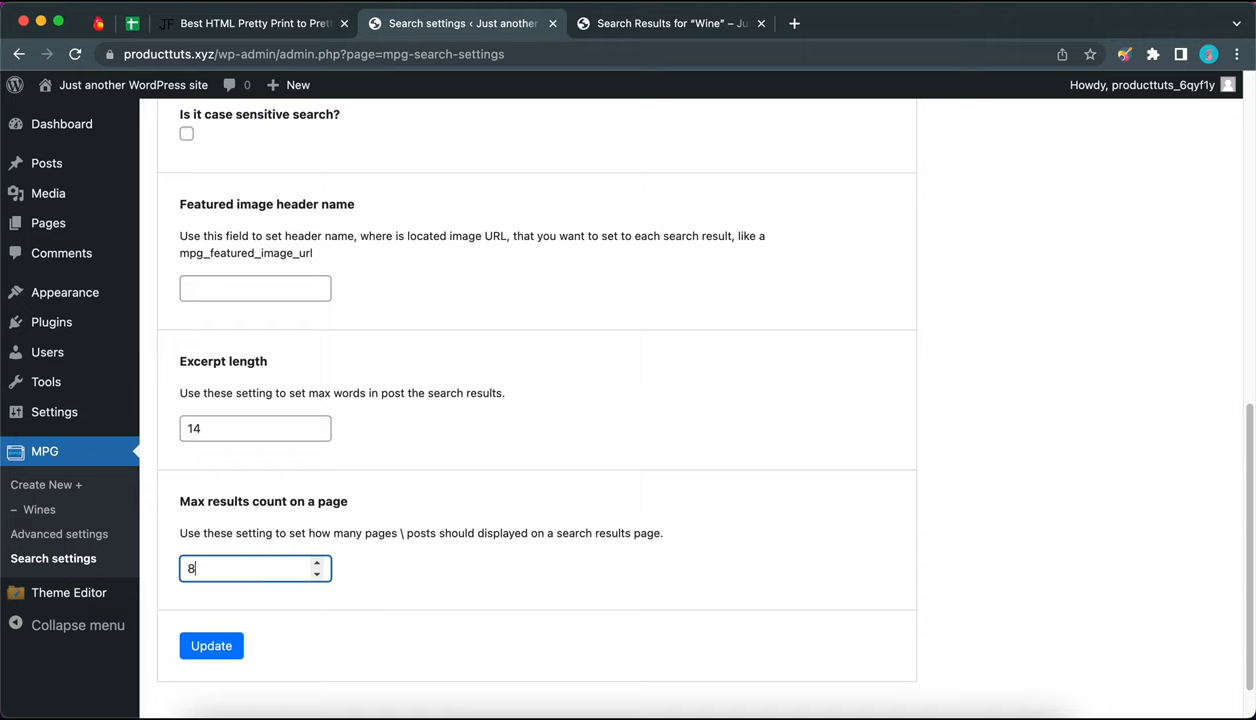 JF Best HTML Pretty Print to Prett
Search settings ‹ Just another
Search Results for “Wine” – Ju
producttuts.xyz/wp-admin/admin.php?page=mpg-search-settings
Just another WordPress site
0
New
Howdy, producttuts_6qyf1y
Dashboard
Posts
Media
Pages
Comments
Appearance
Plugins
Users
Tools
Settings
MPG
Create New +
– Wines
Advanced settings
Search settings
Theme Editor
Collapse menu
Is it case sensitive search?
Featured image header name
Use this field to set header name, where is located image URL, that you want to set to each search result, like a
mpg_featured_image_url
Excerpt length
Use these setting to set max words in post the search results.
14
Max results count on a page
Use these setting to set how many pages \ posts should displayed on a search results page.
8
Update